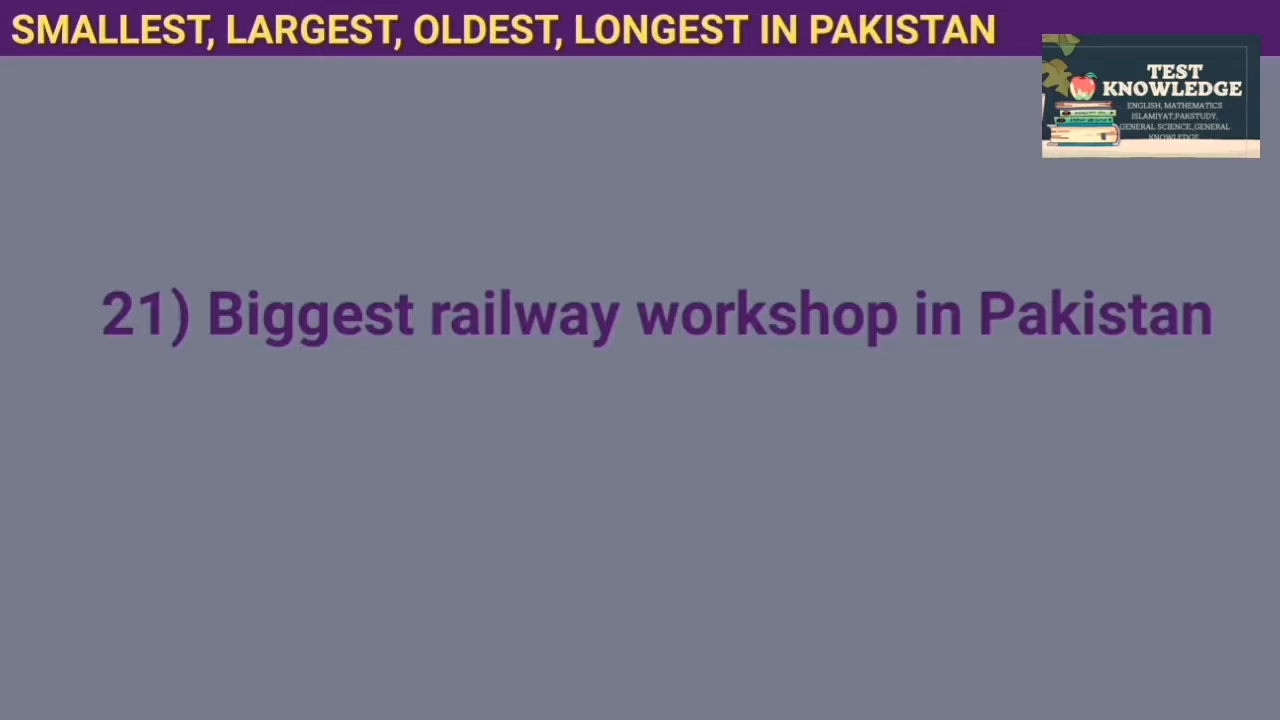 SMALLEST, LARGEST, OLDEST, LONGEST IN PAKISTAN
TEST
KNOWLEDGE
ENGLISH, MATHEMATICS
ISLAMIYAT,PAKSTUDY,
GENERAL SCIENCE.,GENERAL
KNOWLEDGE
21) Biggest railway workshop in Pakistan